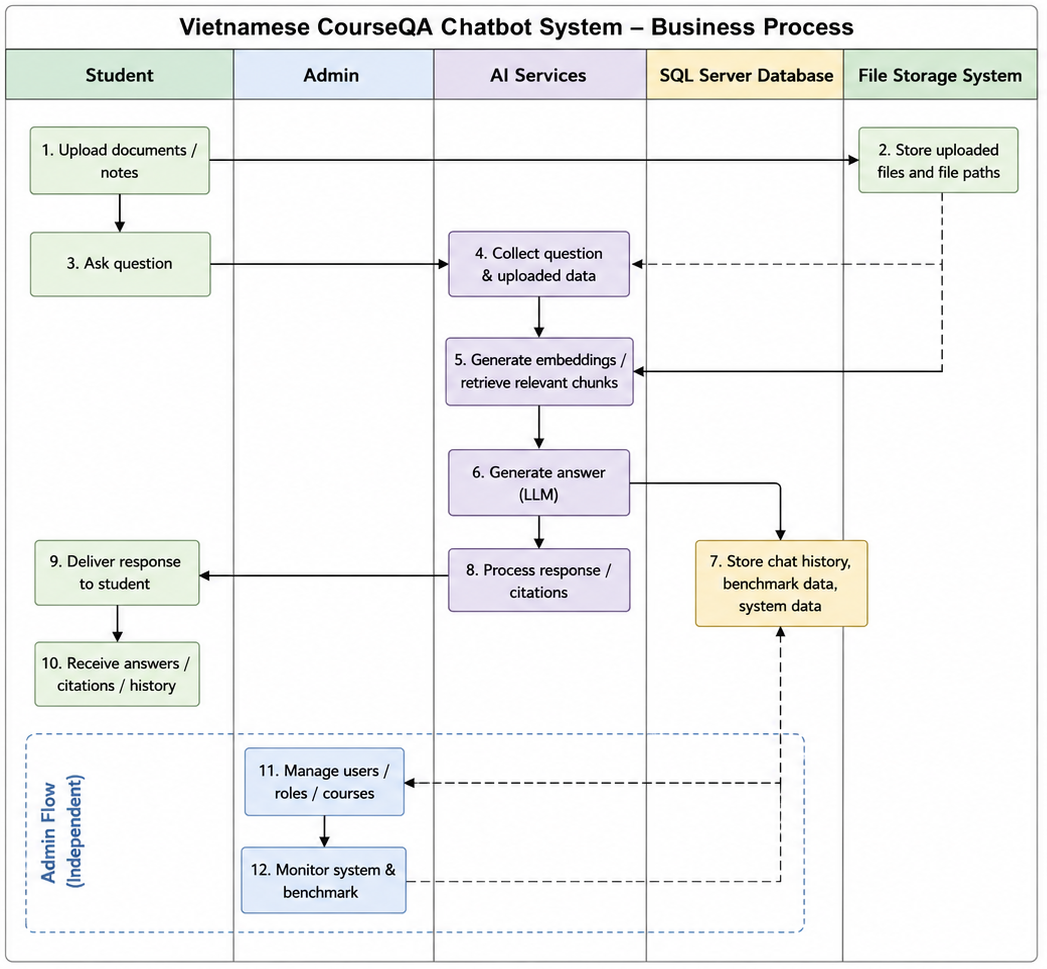 Vietnamese CourseQA Chatbot System – Business Process
Student
Admin
AI Services
SQL Server Database
File Storage System
1. Upload documents /
notes
2. Store uploaded
files and file paths
3. Ask question
4. Collect question
& uploaded data
5. Generate embeddings /
retrieve relevant chunks
6. Generate answer
(LLM)
7. Store chat history,
benchmark data,
system data
8. Process response /
citations
9. Deliver response
to student
10. Receive answers /
citations / history
Admin Flow
(Independent)
11. Manage users /
roles / courses
12. Monitor system &
benchmark